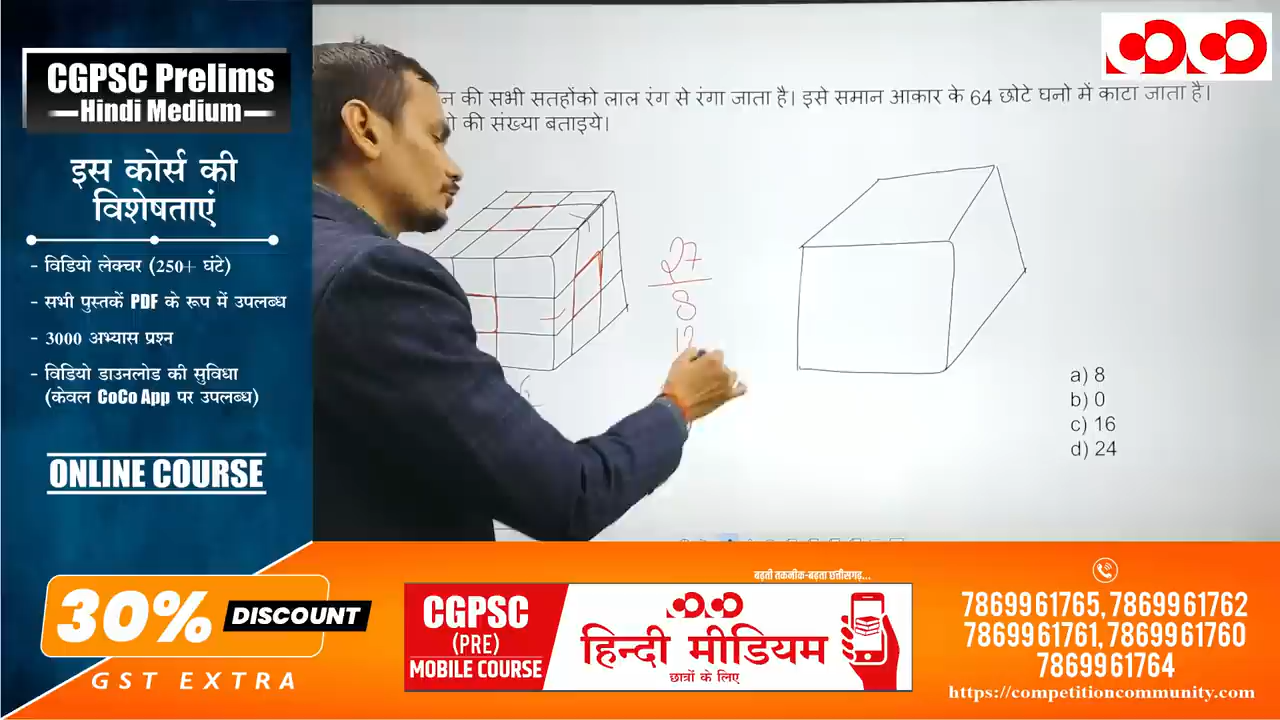 CGPSC Prelims
Hindi Medium
इस कोर्स की
विशेषताएं
- विडियो लेक्चर (250+ घंटे)
- सभी पुस्तकें PDF के रूप में उपलब्ध
- 3000 अभ्यास प्रश्न
- विडियो डाउनलोड की सुविधा
(केवल CoCo App पर उपलब्ध)
ONLINE COURSE
की सभी सतहोंको लाल रंग से रंगा जाता है। इसे समान आकार के 64 छोटे घनो में काटा जाता है।
की संख्या बताइये।
27
8
a) 8
b) 0
c) 16
d) 24
30% DISCOUNT
GST EXTRA
CGPSC
(PRE)
MOBILE COURSE
बढ़ती तकनीक-बढ़ता छत्तीसगढ़...
हिन्दी मीडियम
छात्रों के लिए
7869961765, 7869961762
7869961761, 7869961760
7869961764
https://competitioncommunity.com